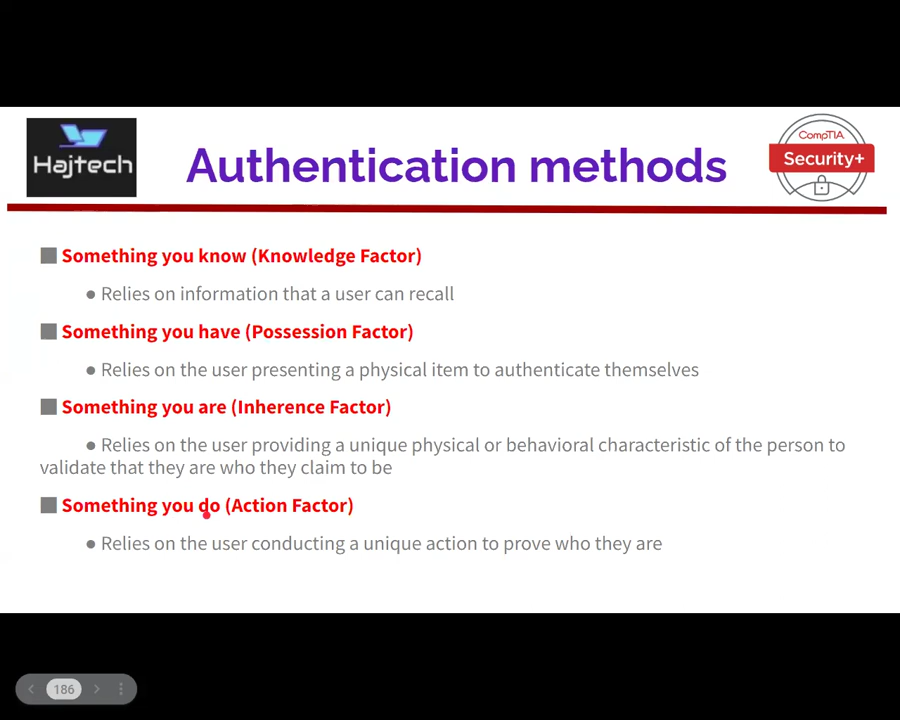 Hajtech
Authentication methods
CompTIA
Security+
Something you know (Knowledge Factor)
● Relies on information that a user can recall
Something you have (Possession Factor)
● Relies on the user presenting a physical item to authenticate themselves
Something you are (Inherence Factor)
● Relies on the user providing a unique physical or behavioral characteristic of the person to
validate that they are who they claim to be
Something you do (Action Factor)
● Relies on the user conducting a unique action to prove who they are
186